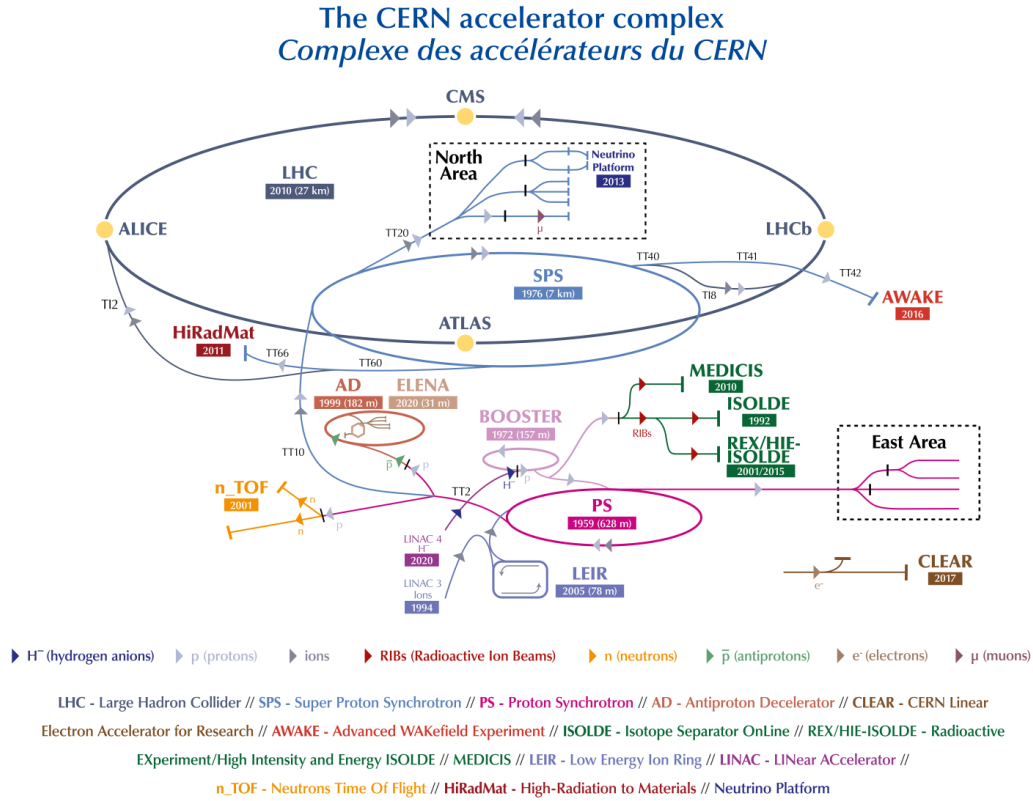 The CERN accelerator complex
Complexe des accélérateurs du CERN
CMS
North
Area
Neutrino
Platform
2013
LHC
2010 (27 km)
μ
TT20
ALICE
LHCb
TT40
TT41
TT42
TI8
SPS
1976 (7 km)
AWAKE
2016
TI2
HiRadMat
2011
TT66
TT60
ATLAS
AD
1999 (182 m)
ELENA
2020 (31 m)
MEDICIS
2010
ISOLDE
1992
RIBs
REX/HIE-
ISOLDE
2001/2015
BOOSTER
1972 (157 m)
East Area
TT10
p̅
p
H⁻
p
TT2
n_TOF
2001
n
n
p
PS
1959 (628 m)
LINAC 4
H⁻
2020
LINAC 3
Ions
1994
LEIR
2005 (78 m)
e⁻
CLEAR
2017
H⁻ (hydrogen anions)
p (protons)
ions
RIBs (Radioactive Ion Beams)
n (neutrons)
p̅ (antiprotons)
e⁻ (electrons)
μ (muons)
LHC - Large Hadron Collider // SPS - Super Proton Synchrotron // PS - Proton Synchrotron // AD - Antiproton Decelerator // CLEAR - CERN Linear
Electron Accelerator for Research // AWAKE - Advanced WAKefield Experiment // ISOLDE - Isotope Separator OnLine // REX/HIE-ISOLDE - Radioactive
EXperiment/High Intensity and Energy ISOLDE // MEDICIS // LEIR - Low Energy Ion Ring // LINAC - LINear ACcelerator //
n_TOF - Neutrons Time Of Flight // HiRadMat - High-Radiation to Materials // Neutrino Platform